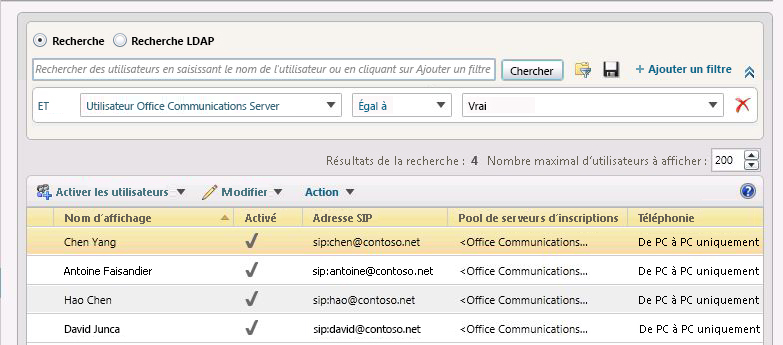 Recherche Recherche LDAP
Rechercher des utilisateurs en saisissant le nom de l'utilisateur ou en cliquant sur Ajouter un filtre Chercher + Ajouter un filtre
ET Utilisateur Office Communications Server Égal à Vrai
Résultats de la recherche : 4 Nombre maximal d'utilisateurs à afficher : 200
Activer les utilisateurs Modifier Action
Nom d'affichage Activé Adresse SIP Pool de serveurs d'inscriptions Téléphonie
Chen Yang sip:chen@contoso.net <Office Communications... De PC à PC uniquement
Antoine Faisandier sip:antoine@contoso.net <Office Communications... De PC à PC uniquement
Hao Chen sip:hao@contoso.net <Office Communications... De PC à PC uniquement
David Junca sip:david@contoso.net <Office Communications... De PC à PC uniquement